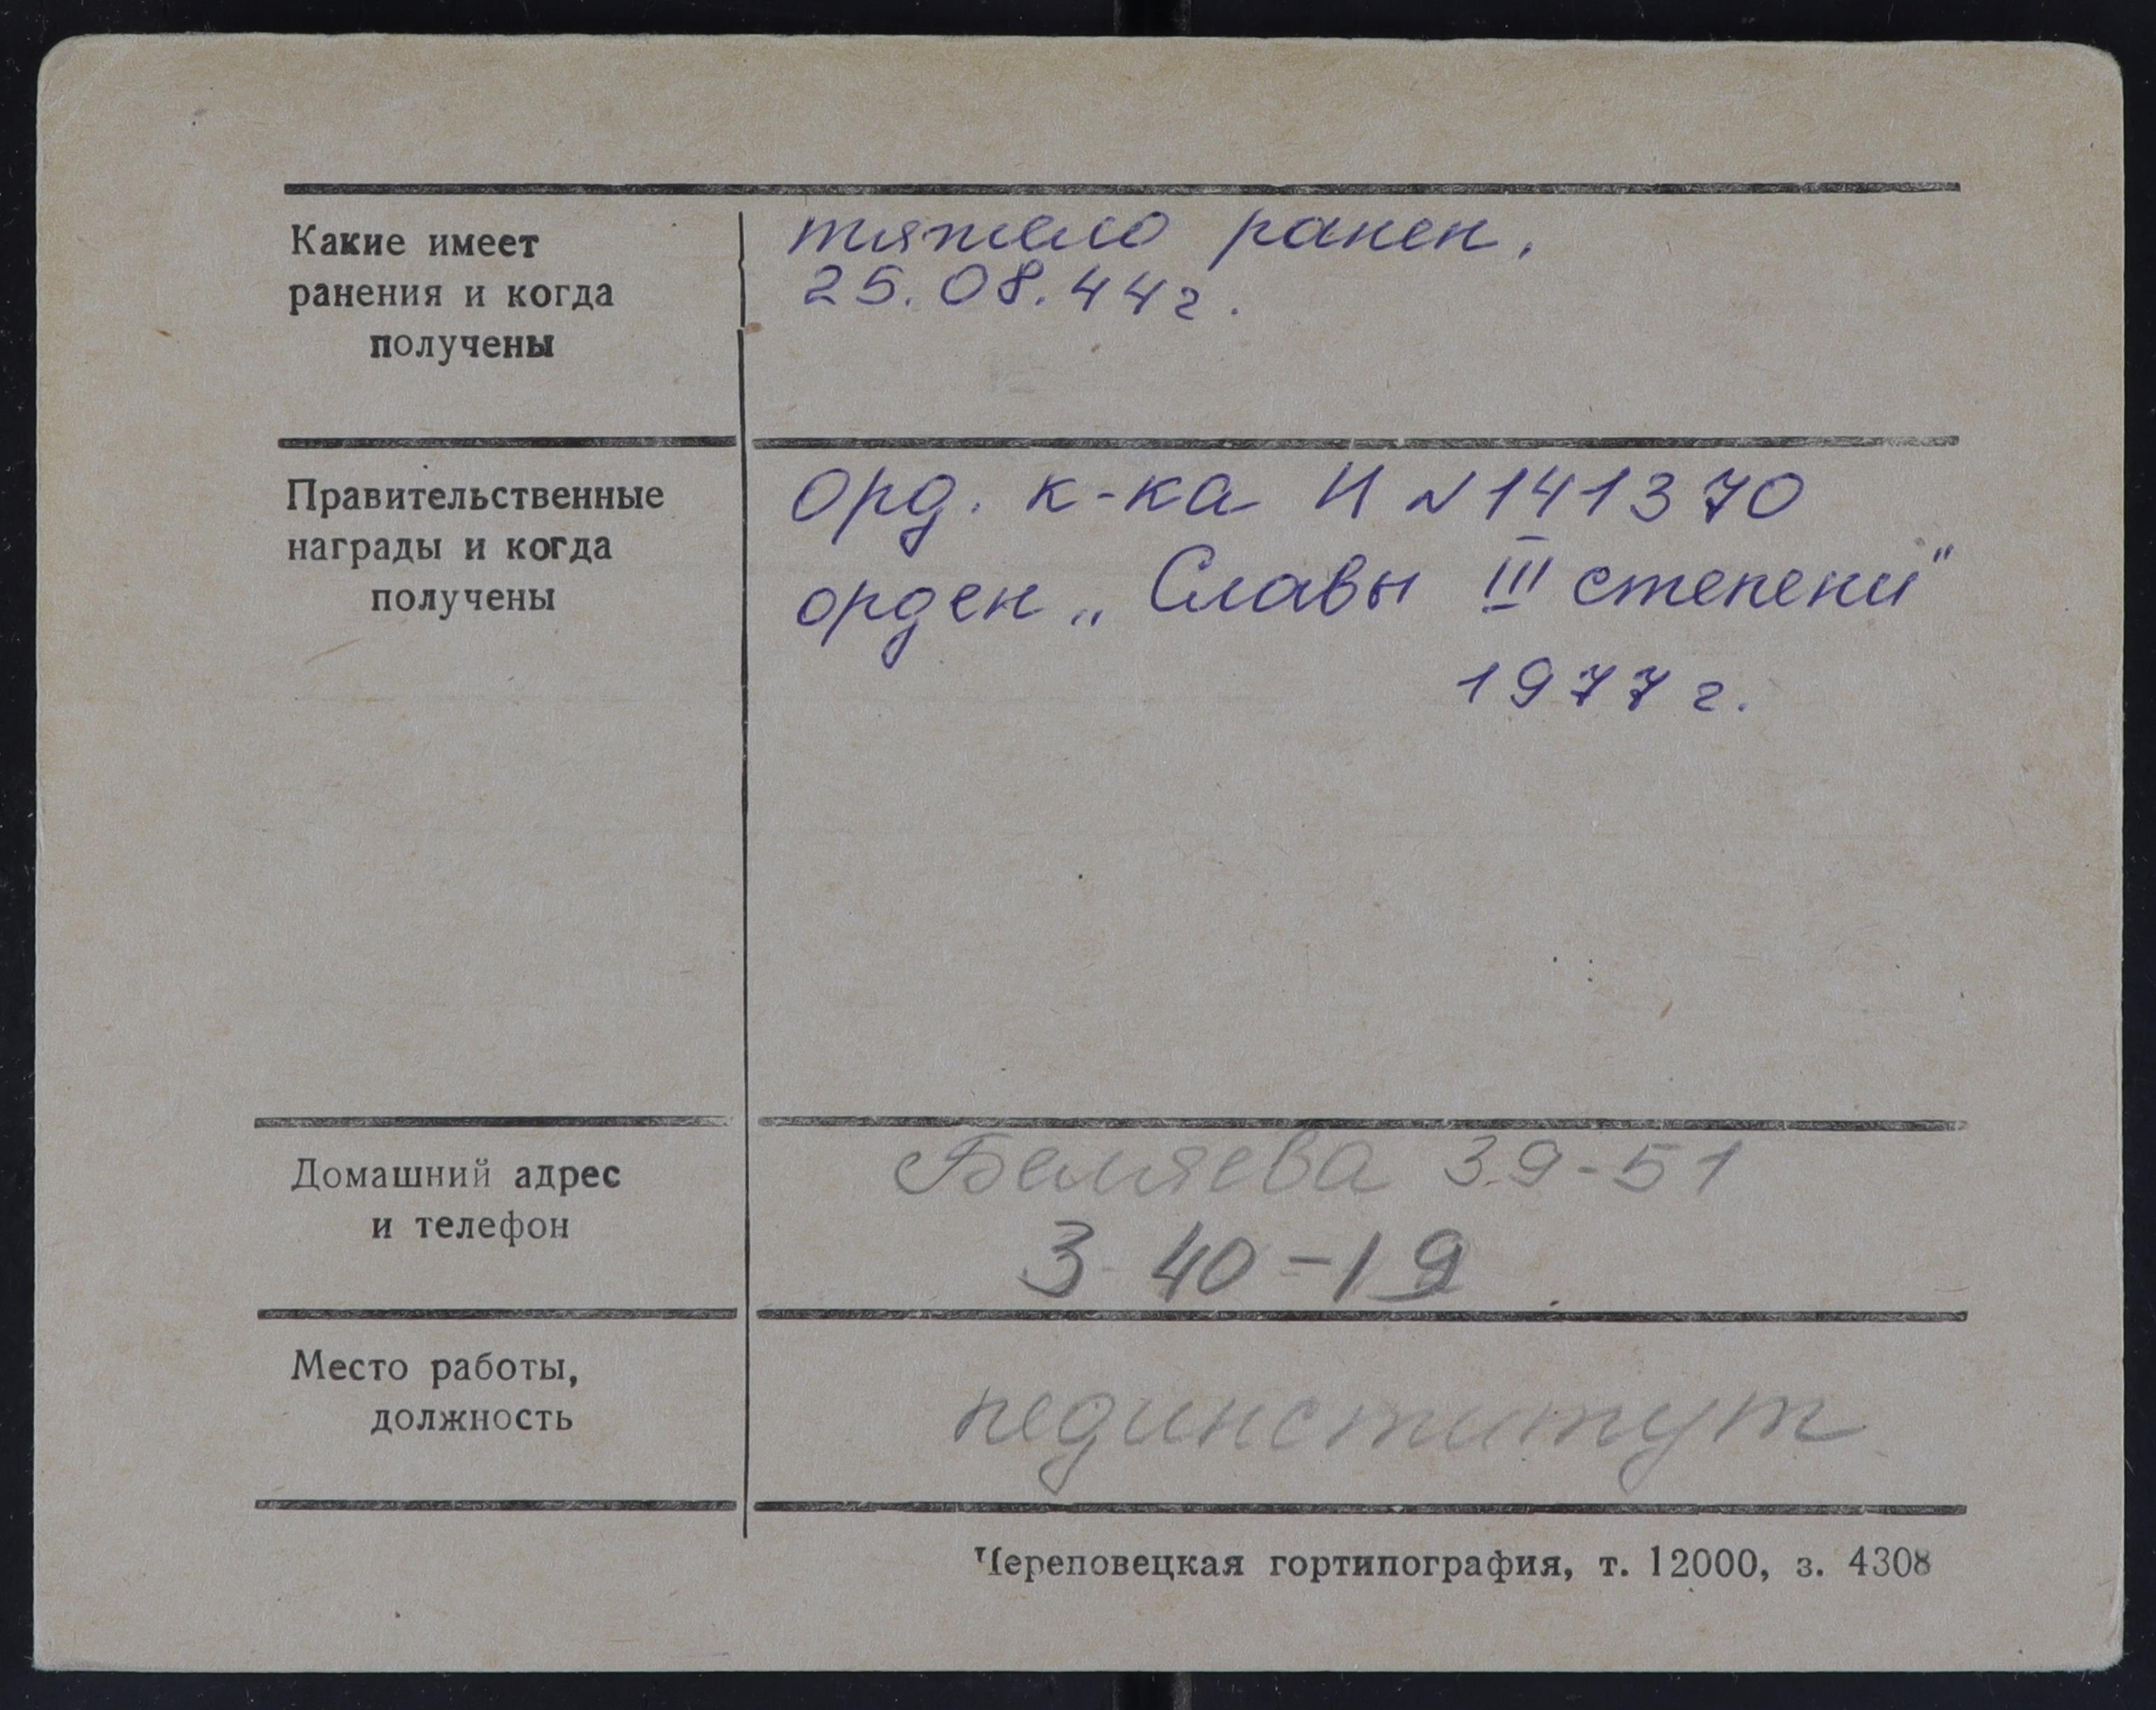 Какие имеет
ранения и когда
получены
тяжело ранен.
25.08.44г.
Правительственные
награды и когда
получены
Орд. к-ка И №141370
орден „Славы III степени"
1977 г.
Домашний адрес
и телефон
Беляева 39-51
3-40-19
Место работы,
должность
пединститут
Череповецкая гортипография, т. 12000, з. 4308